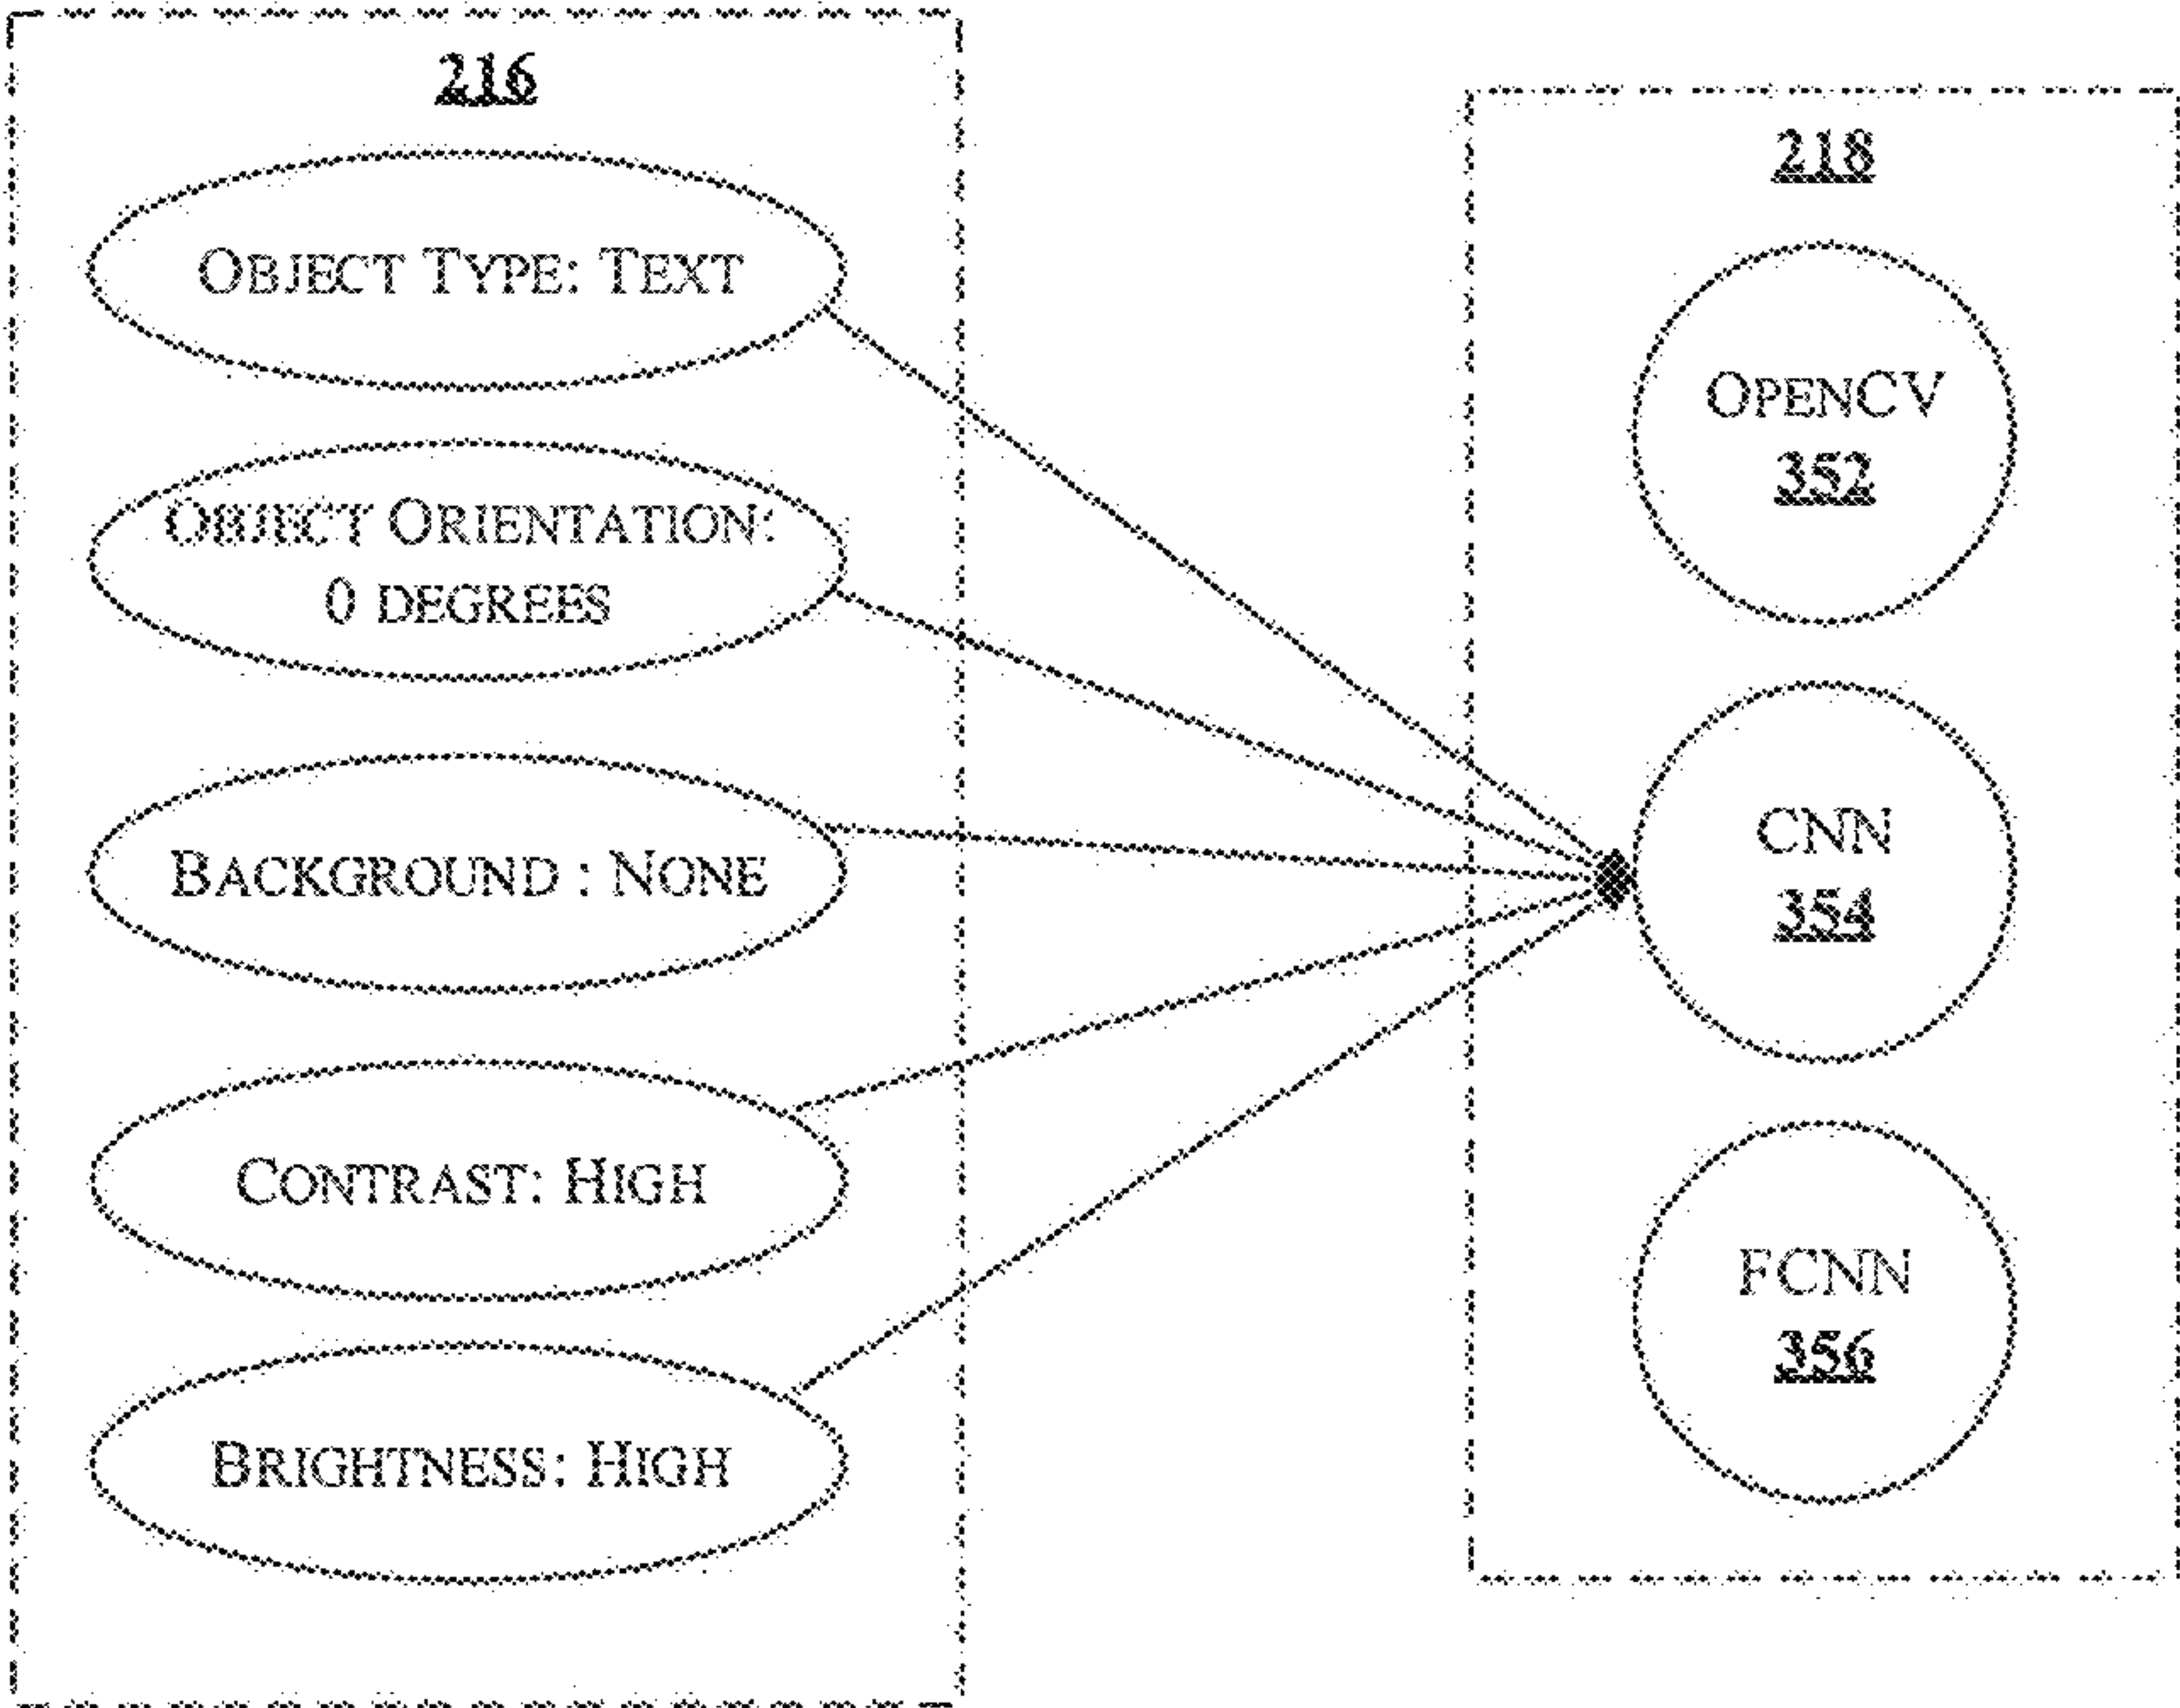 216
OBJECT TYPE: TEXT
OBJECT ORIENTATION:
0 DEGREES
BACKGROUND : NONE
CONTRAST: HIGH
BRIGHTNESS: HIGH
218
OPENCV
352
CNN
354
FCNN
356